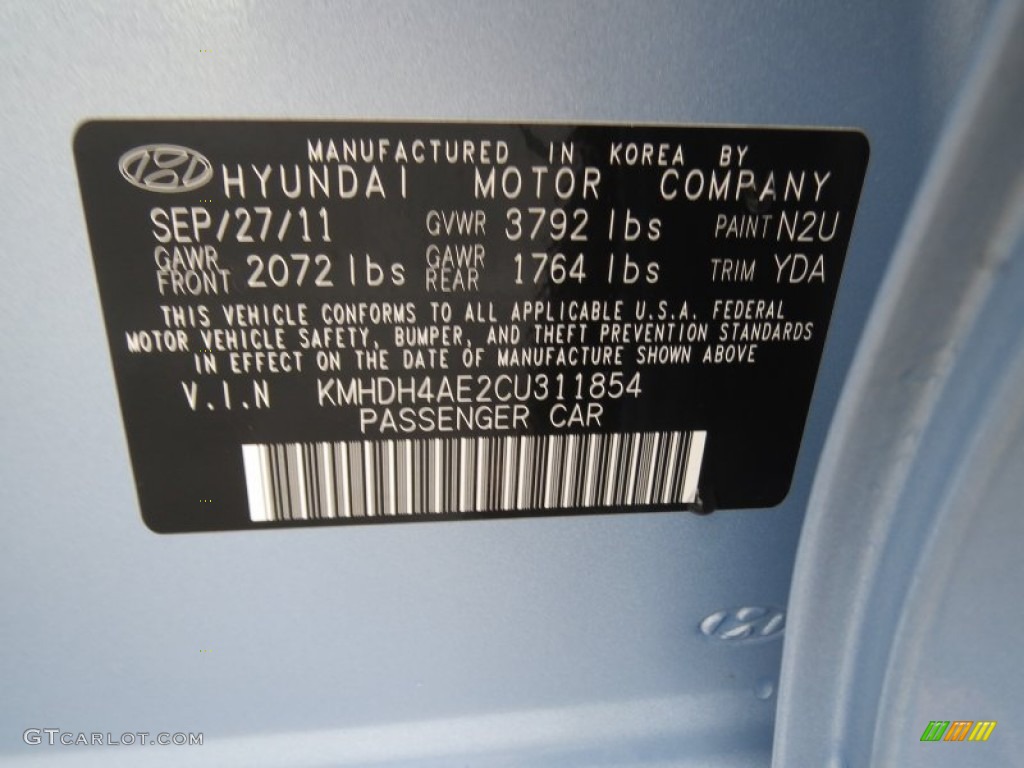 MANUFACTURED IN KOREA BY
HYUNDAI MOTOR COMPANY
SEP/27/11 GVWR 3792 lbs PAINT N2U
GAWR FRONT 2072 lbs GAWR REAR 1764 lbs TRIM YDA
THIS VEHICLE CONFORMS TO ALL APPLICABLE U.S.A. FEDERAL
MOTOR VEHICLE SAFETY, BUMPER, AND THEFT PREVENTION STANDARDS
IN EFFECT ON THE DATE OF MANUFACTURE SHOWN ABOVE
V.I.N KMHDH4AE2CU311854
PASSENGER CAR
GTCARLOT.COM